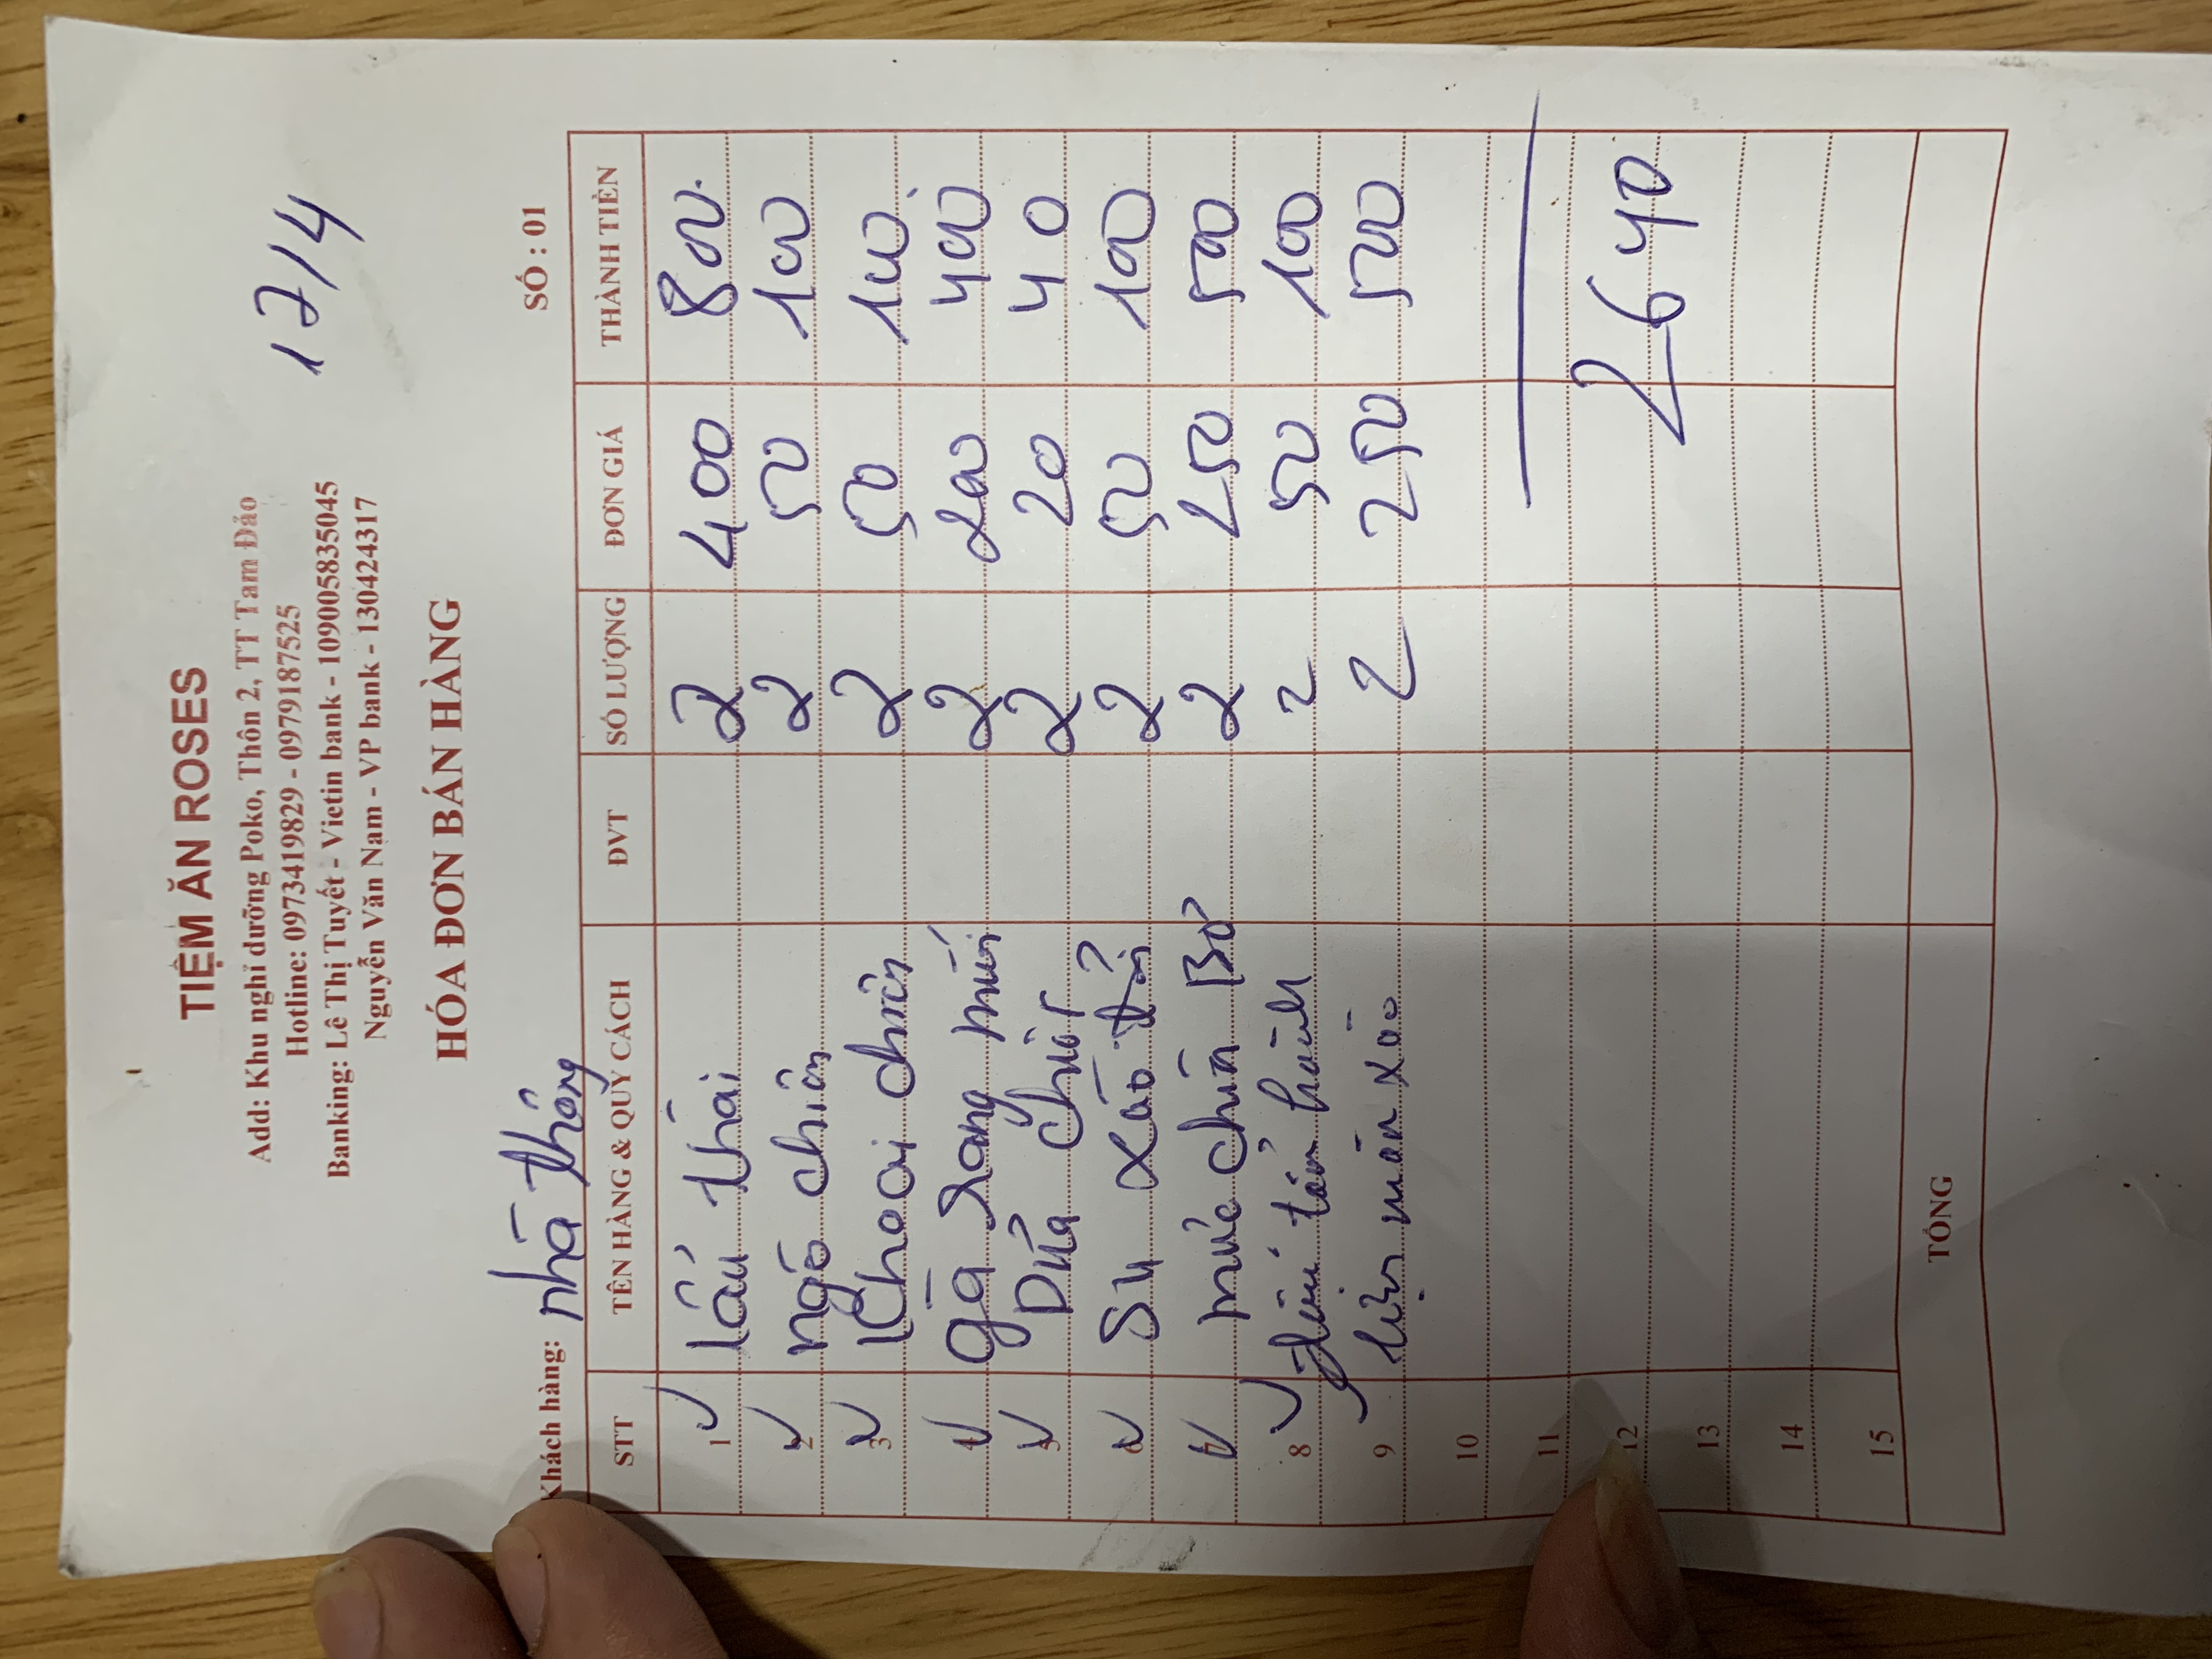 TIỆM ĂN ROSES
Add: Khu nghỉ dưỡng Poko, Thôn 2, TT Tam Đảo
Hotline: 0973419829 - 0979187525
17/4
Banking: Lê Thị Tuyết - Vietin bank - 109005835045
Nguyễn Văn Nam - VP bank - 130424317
HÓA ĐƠN BÁN HÀNG
Khách hàng: nhà thông SỐ : 01
STT TÊN HÀNG & QUY CÁCH ĐVT SỐ LƯỢNG ĐƠN GIÁ THÀNH TIỀN
1 lẩu thái 2 400 800
2 ngô chiên 2 50 100
3 Khoai chiên 2 50 100
4 gà rang muối 2 200 400
5 Dưa chuột 2 20 40
6 Su xào tỏi 2 50 100
7 mực chiên Bơ 2 250 500
8 đậu tẩm hành 2 50 100
9 lợn mán xào 2 250 500
10
11
12 2640
13
14
15
TỔNG